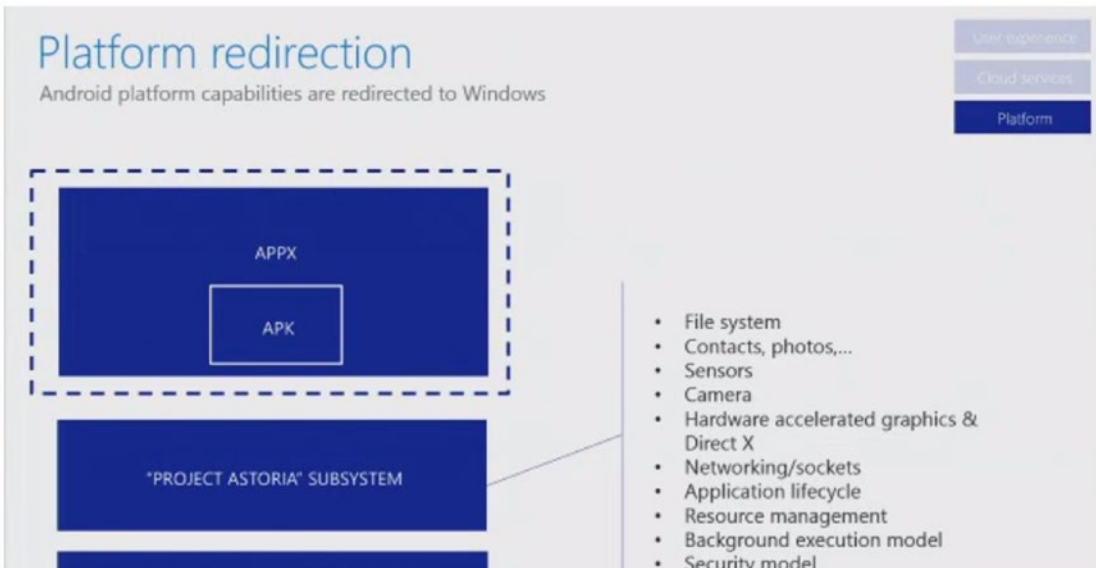 Platform redirection
Android platform capabilities are redirected to Windows
User experience
Cloud services
Platform
APPX
APK
"PROJECT ASTORIA" SUBSYSTEM
• File system
• Contacts, photos,...
• Sensors
• Camera
• Hardware accelerated graphics &
Direct X
• Networking/sockets
• Application lifecycle
• Resource management
• Background execution model
• Security model